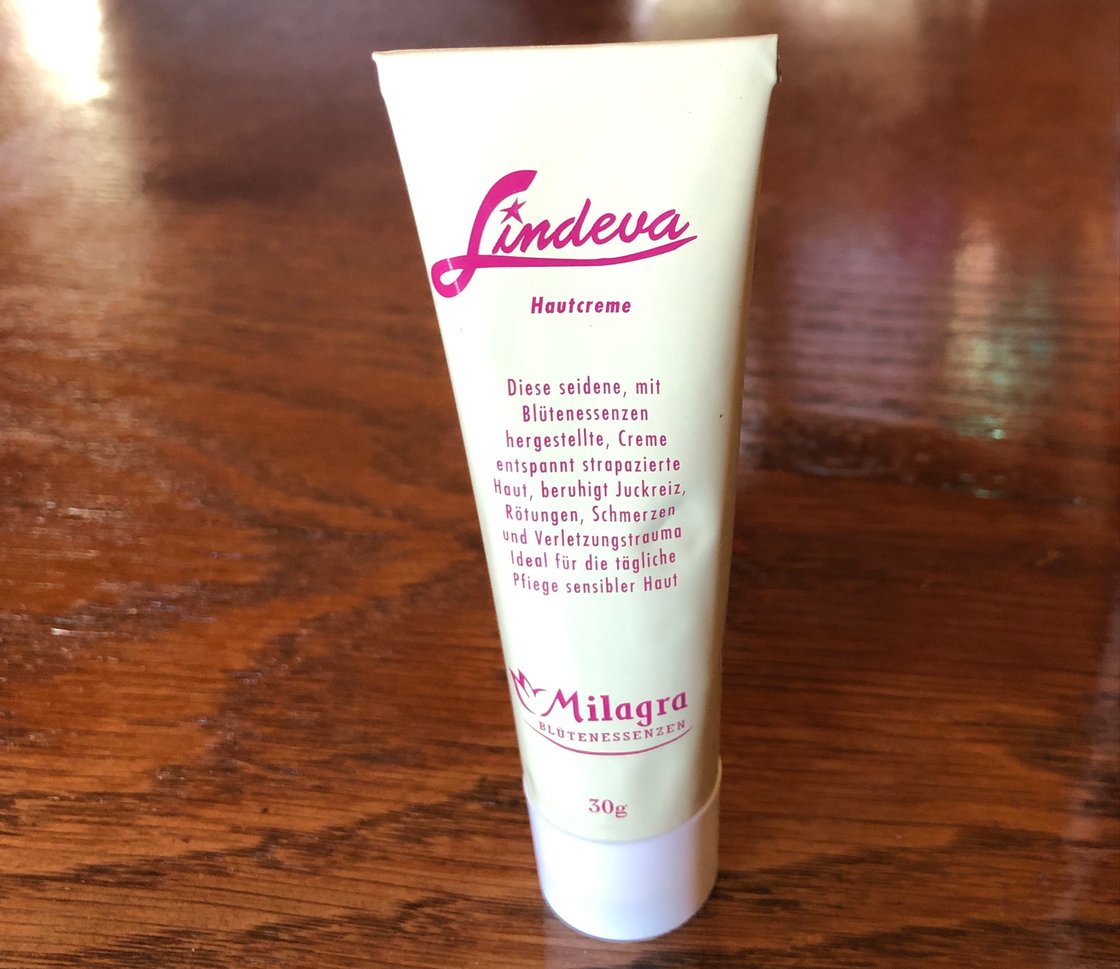 Lindeva
Hautcreme
Diese seidene, mit
Blütenessenzen
hergestellte, Creme
entspannt strapazierte
Haut, beruhigt Juckreiz,
Rötungen, Schmerzen
und Verletzungstrauma
Ideal für die tägliche
Pfiege sensibler Haut
Milagra
BLÜTENESSENZEN
30g